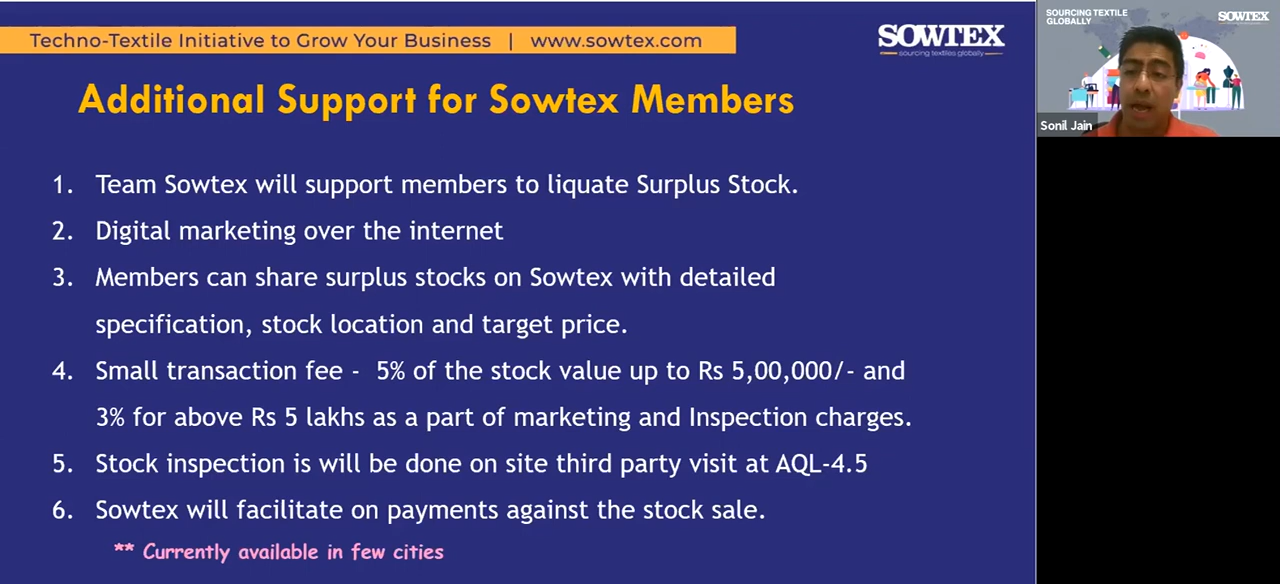 Techno-Textile Initiative to Grow Your Business | www.sowtex.com
SOWTEX
sourcing textiles globally
Additional Support for Sowtex Members
1. Team Sowtex will support members to liquate Surplus Stock.
2. Digital marketing over the internet
3. Members can share surplus stocks on Sowtex with detailed
specification, stock location and target price.
4. Small transaction fee - 5% of the stock value up to Rs 5,00,000/- and
3% for above Rs 5 lakhs as a part of marketing and Inspection charges.
5. Stock inspection is will be done on site third party visit at AQL-4.5
6. Sowtex will facilitate on payments against the stock sale.
** Currently available in few cities
SOURCING TEXTILE
GLOBALLY
SOWTEX
Sonil Jain